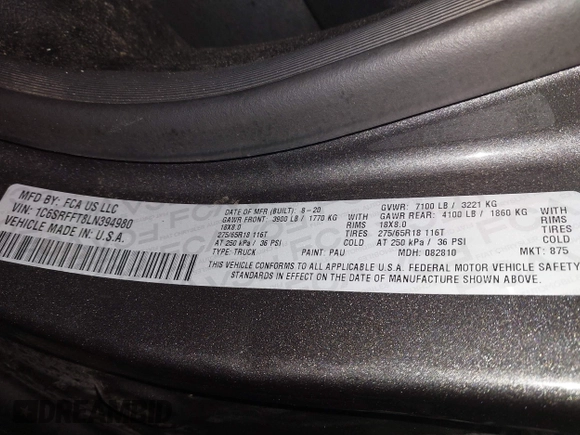 MFD BY: FCA US LLC
VIN: 1C6SRFFT8LN394980
VEHICLE MADE IN: U.S.A.
DATE OF MFR (BUILT): 8-20
GAWR FRONT: 3900 LB / 1770 KG WITH
18X8.0 RIMS
275/65R18 116T TIRES
AT 250 kPa / 36 PSI COLD
TYPE: TRUCK PAINT: PAU
GVWR: 7100 LB / 3221 KG
GAWR REAR: 4100 LB / 1860 KG WITH
18X8.0 RIMS
275/65R18 116T TIRES
AT 250 kPa / 36 PSI COLD
MDH: 082810 MKT: 875
THIS VEHICLE CONFORMS TO ALL APPLICABLE U.S.A. FEDERAL MOTOR VEHICLE SAFETY
STANDARDS IN EFFECT ON THE DATE OF MANUFACTURE SHOWN ABOVE.
DREAMBID